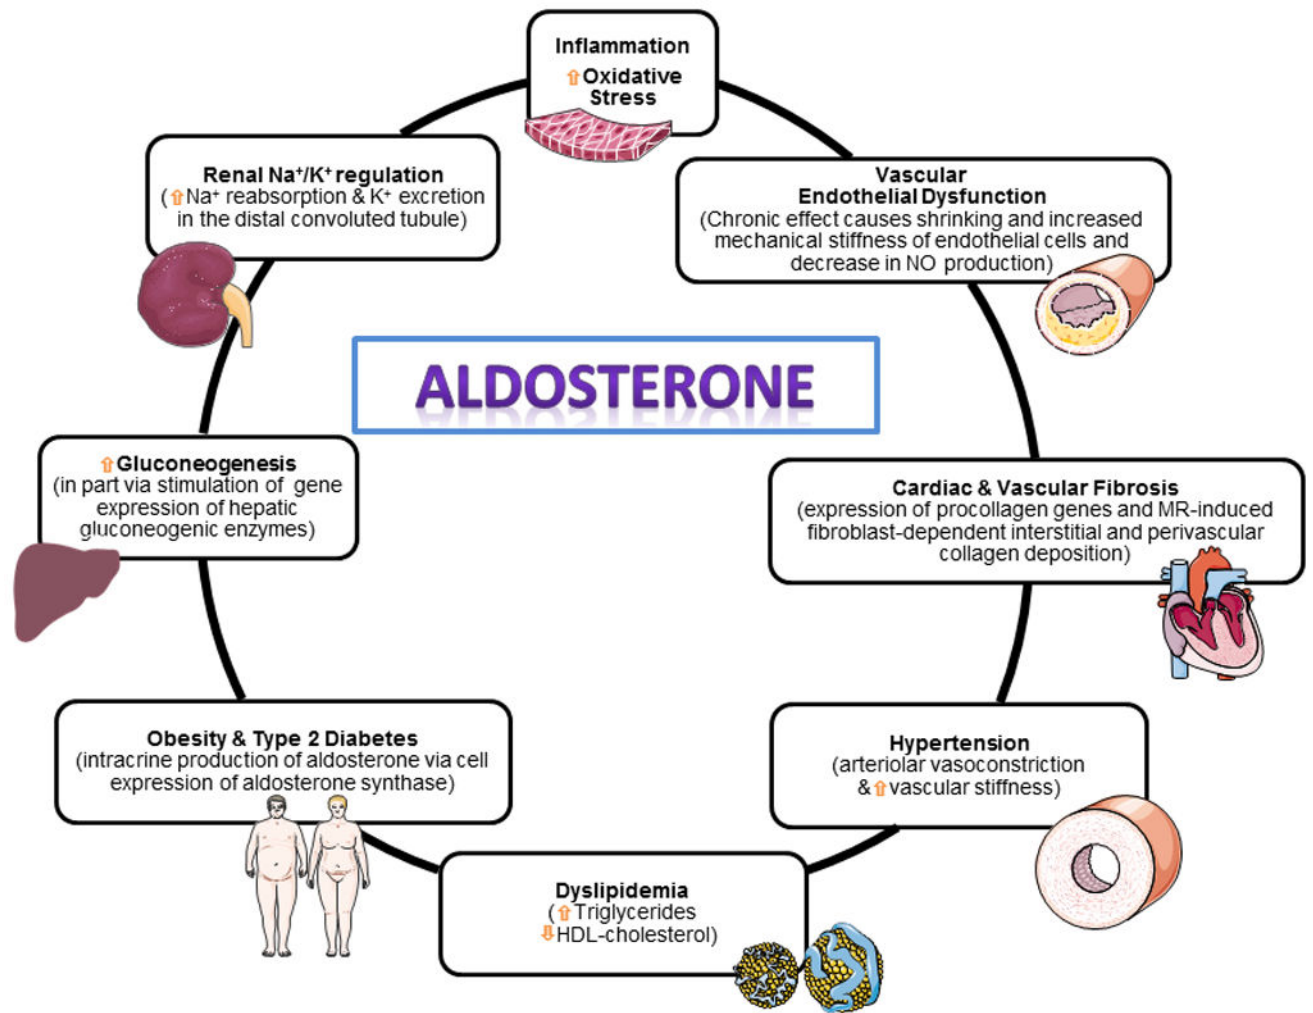 Inflammation
⇧Oxidative
Stress
Renal Na⁺/K⁺ regulation
(⇧Na⁺ reabsorption & K⁺ excretion
in the distal convoluted tubule)
Vascular
Endothelial Dysfunction
(Chronic effect causes shrinking and increased
mechanical stiffness of endothelial cells and
decrease in NO production)
ALDOSTERONE
⇧Gluconeogenesis
(in part via stimulation of gene
expression of hepatic
gluconeogenic enzymes)
Cardiac & Vascular Fibrosis
(expression of procollagen genes and MR-induced
fibroblast-dependent interstitial and perivascular
collagen deposition)
Obesity & Type 2 Diabetes
(intracrine production of aldosterone via cell
expression of aldosterone synthase)
Hypertension
(arteriolar vasoconstriction
&⇧vascular stiffness)
Dyslipidemia
(⇧Triglycerides
⇩HDL-cholesterol)